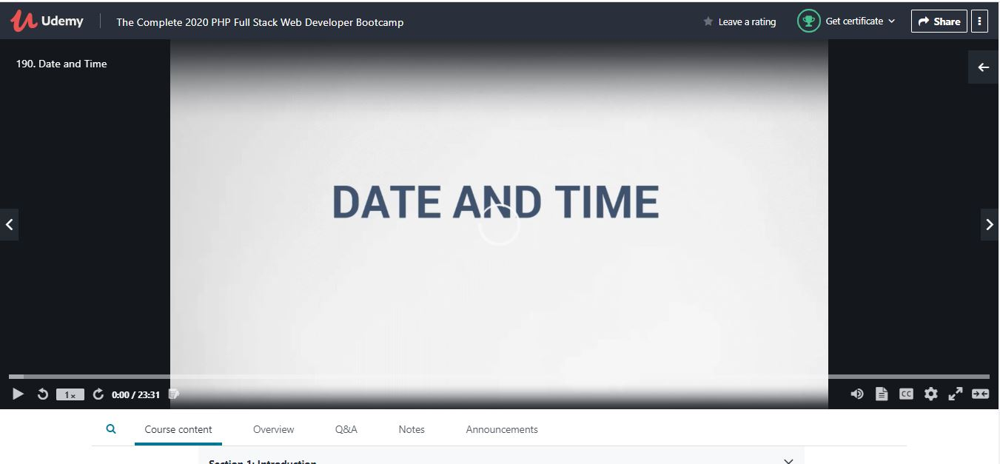 Udemy
The Complete 2020 PHP Full Stack Web Developer Bootcamp
Leave a rating
Get certificate
Share
190. Date and Time
DATE AND TIME
1x
0:00 / 23:31
CC
Course content
Overview
Q&A
Notes
Announcements
Section 1: Introduction